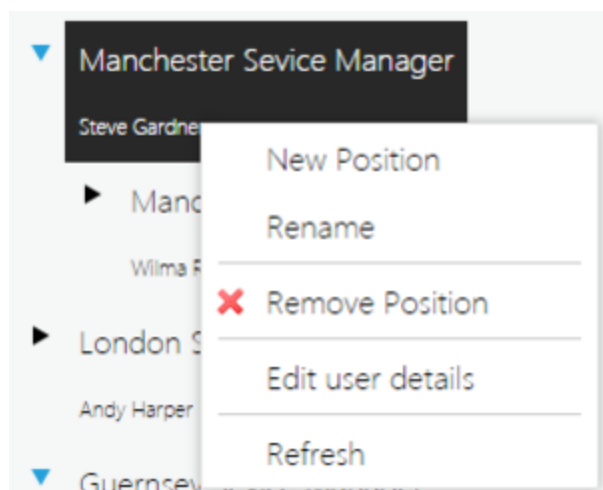 Manchester Sevice Manager
Steve Gardne
New Position
Manc
Rename
Wilma
Remove Position
London S
Edit user details
Andy Harper
Refresh
Guernsey